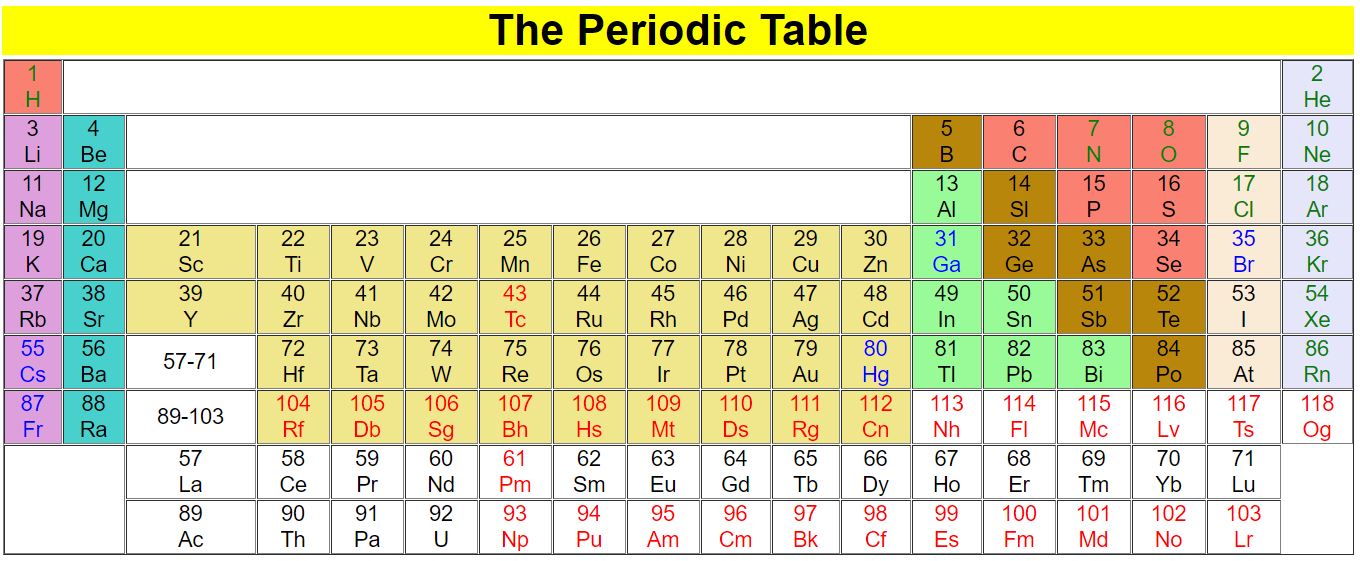 The Periodic Table
1 2
H He
3 4 5 6 7 8 9 10
Li Be B C N O F Ne
11 12 13 14 15 16 17 18
Na Mg Al Sl P S Cl Ar
19 20 21 22 23 24 25 26 27 28 29 30 31 32 33 34 35 36
K Ca Sc Ti V Cr Mn Fe Co Ni Cu Zn Ga Ge As Se Br Kr
37 38 39 40 41 42 43 44 45 46 47 48 49 50 51 52 53 54
Rb Sr Y Zr Nb Mo Tc Ru Rh Pd Ag Cd In Sn Sb Te I Xe
55 56 57-71 72 73 74 75 76 77 78 79 80 81 82 83 84 85 86
Cs Ba Hf Ta W Re Os Ir Pt Au Hg Tl Pb Bi Po At Rn
87 88 89-103 104 105 106 107 108 109 110 111 112 113 114 115 116 117 118
Fr Ra Rf Db Sg Bh Hs Mt Ds Rg Cn Nh Fl Mc Lv Ts Og
57 58 59 60 61 62 63 64 65 66 67 68 69 70 71
La Ce Pr Nd Pm Sm Eu Gd Tb Dy Ho Er Tm Yb Lu
89 90 91 92 93 94 95 96 97 98 99 100 101 102 103
Ac Th Pa U Np Pu Am Cm Bk Cf Es Fm Md No Lr